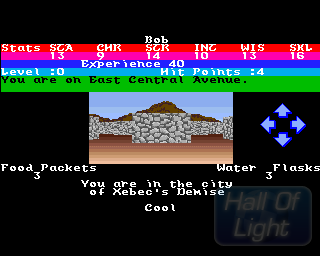 Bob
Stats STA CHR STR INT WIS SKL
13 9 14 10 13 16
Experience 40
Level :0 Hit Points :4
You are on East Central Avenue.
Food Packets Water Flasks
3 3
You are in the city
of Xebec's Demise
Cool
Hall Of
Light